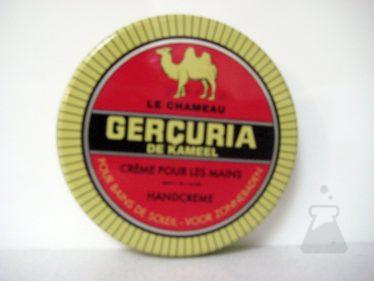 LE CHAMEAU
GERÇURIA
DE KAMEEL
CRÈME POUR LES MAINS
HANDCREME
POUR BAINS DE SOLEIL - VOOR ZONNEBADEN